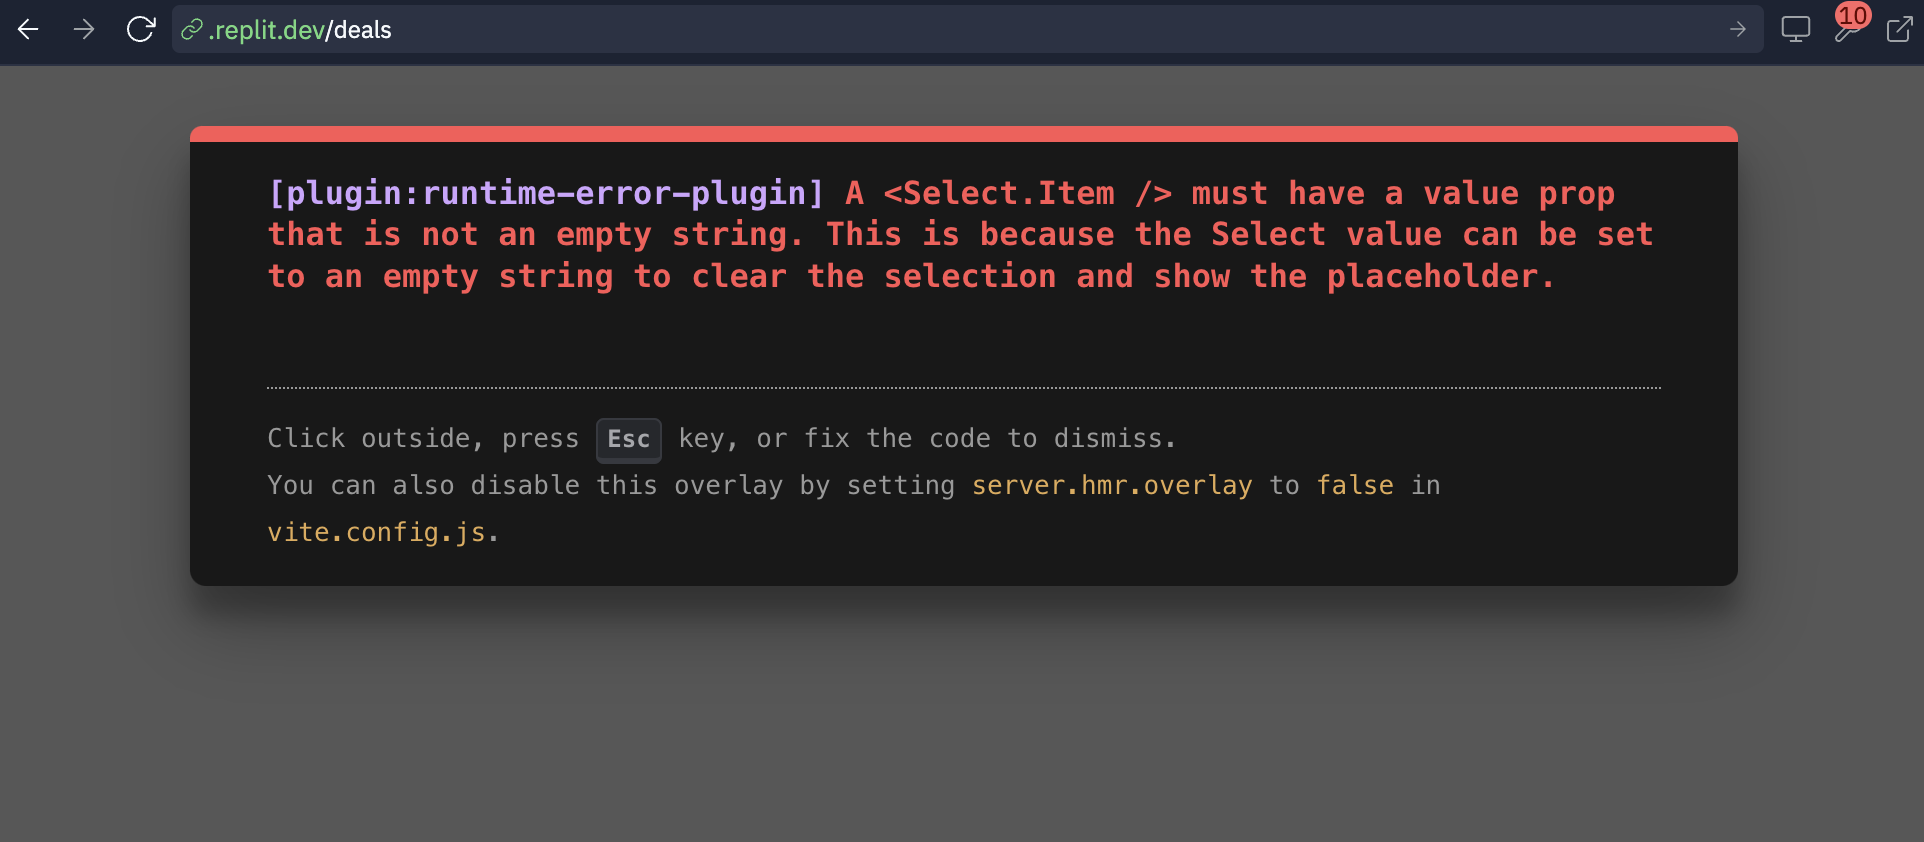 .replit.dev/deals
10
[plugin:runtime-error-plugin] A <Select.Item /> must have a value prop
that is not an empty string. This is because the Select value can be set
to an empty string to clear the selection and show the placeholder.
Click outside, press Esc key, or fix the code to dismiss.
You can also disable this overlay by setting server.hmr.overlay to false in
vite.config.js.